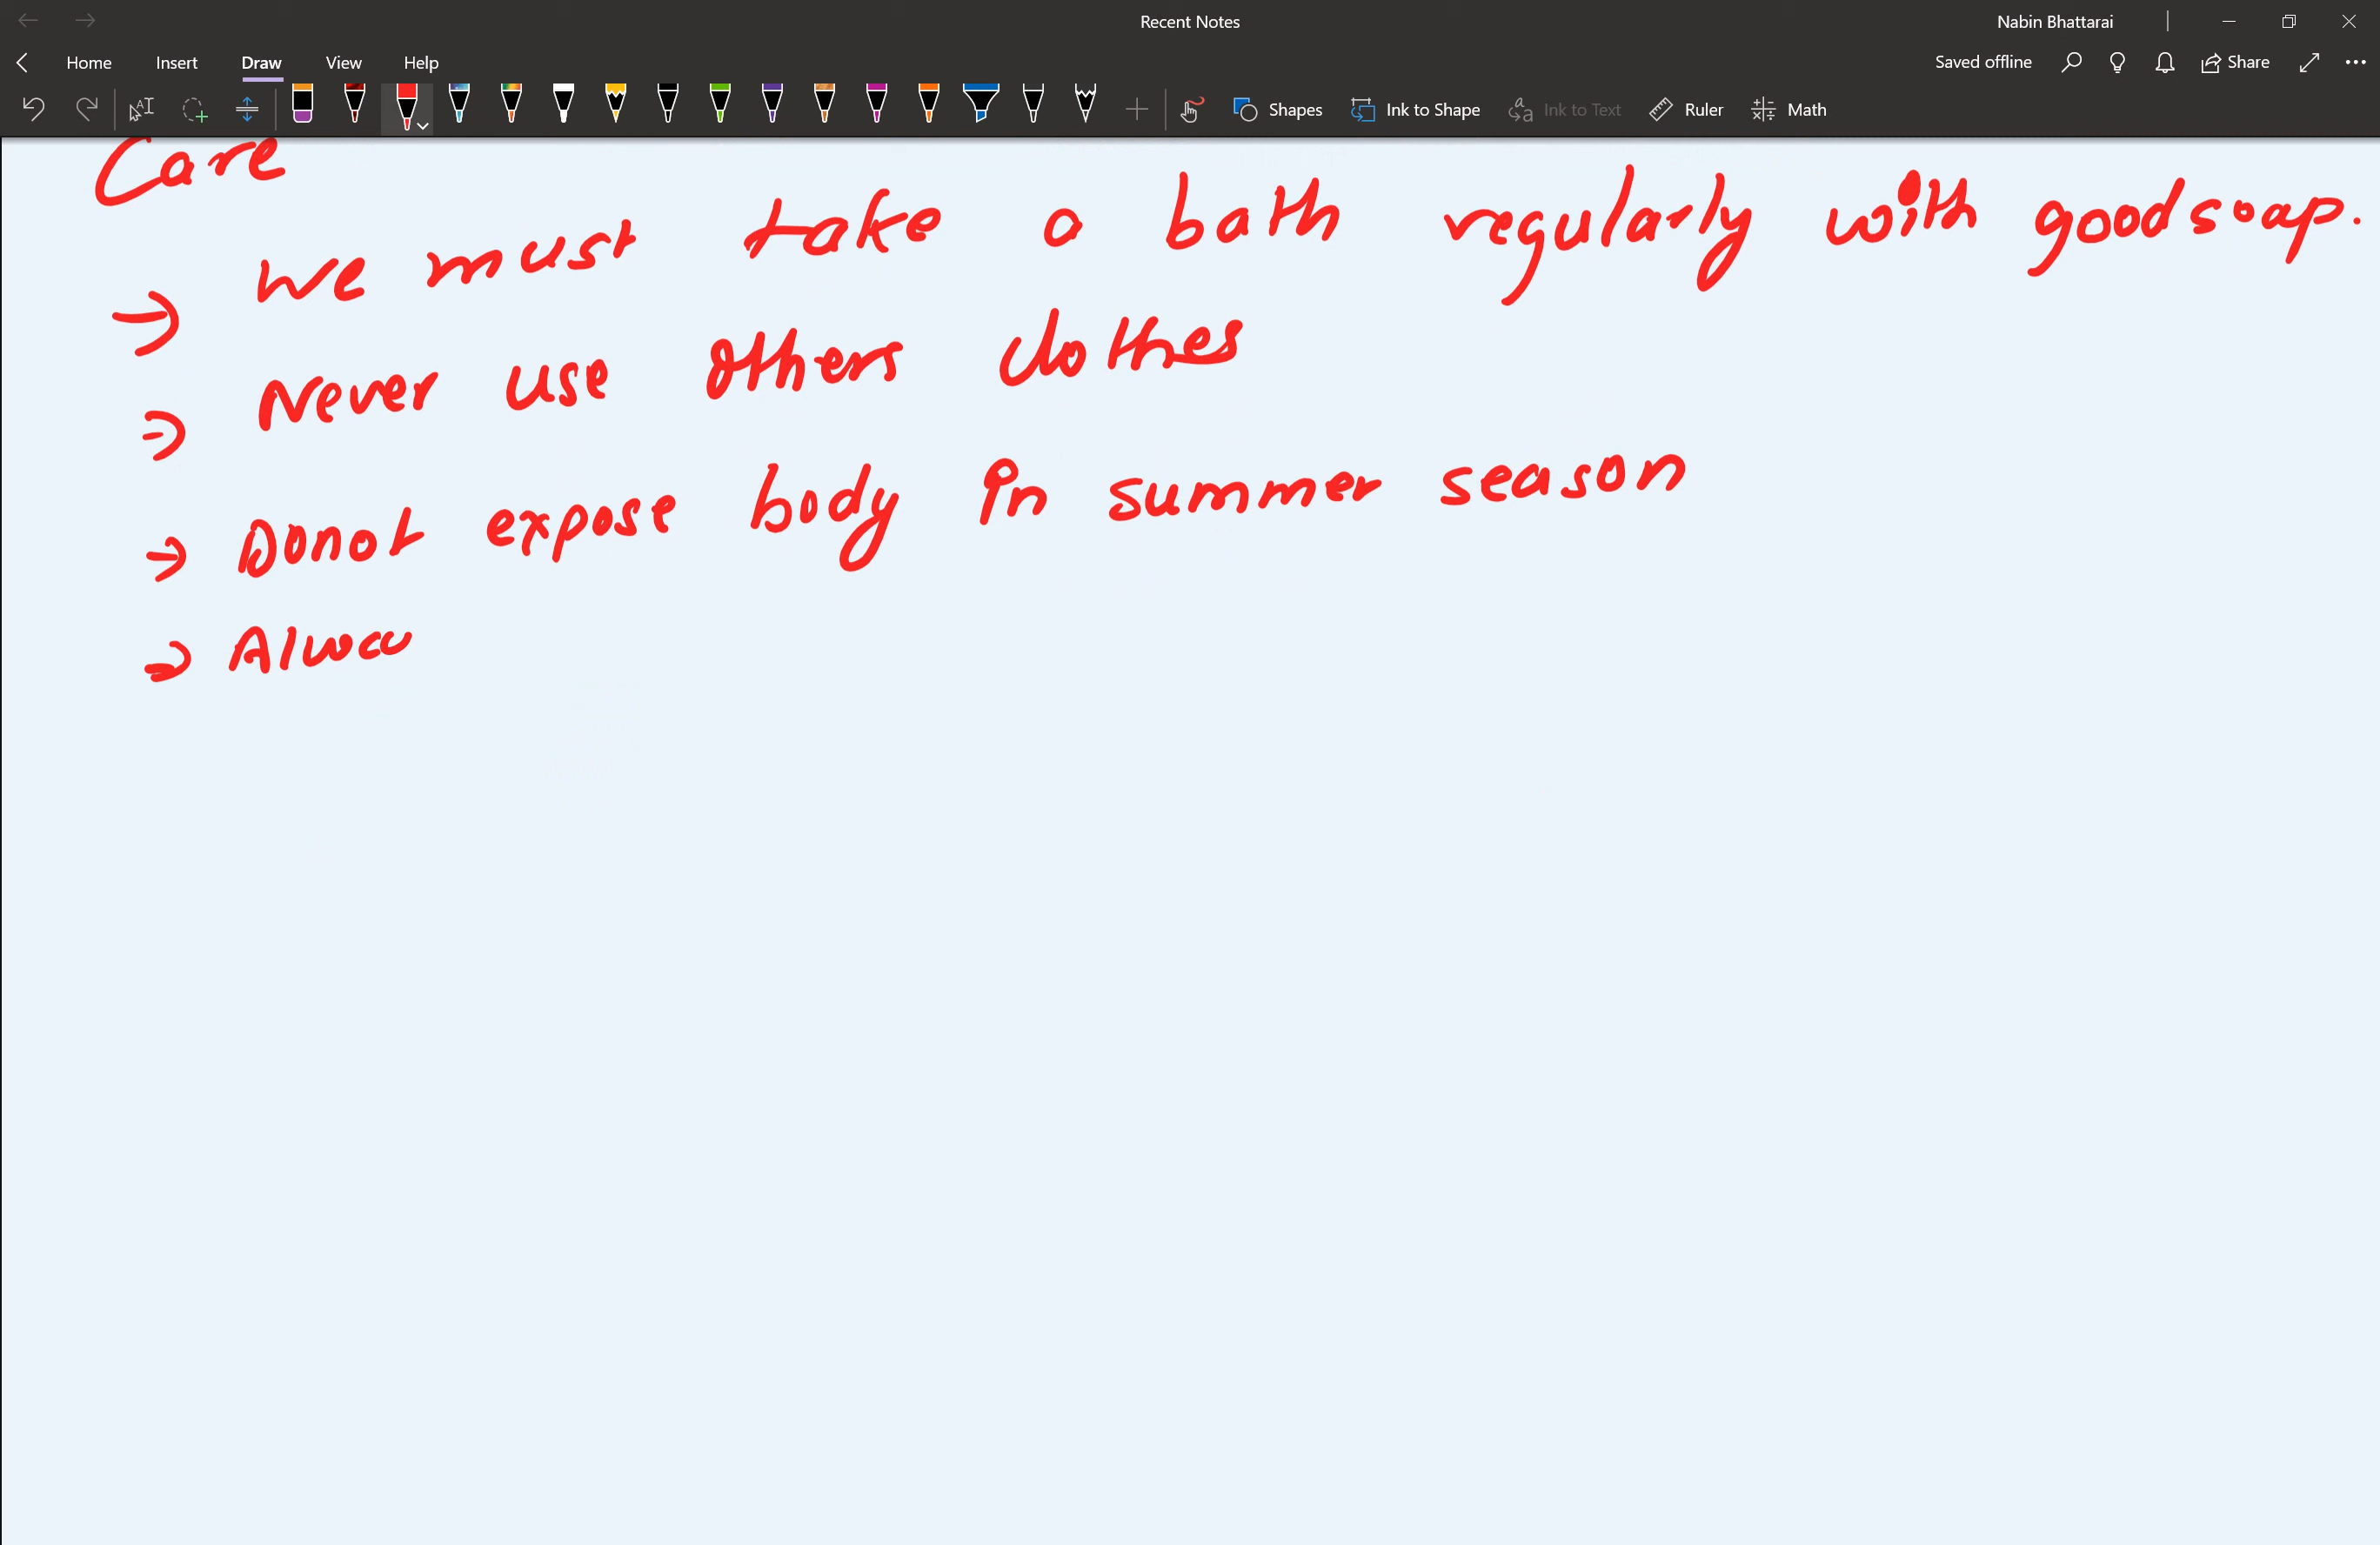 Recent Notes
Nabin Bhattarai
Home Insert Draw View Help
Saved offline
Share
Shapes
Ink to Shape
Ink to Text
Ruler
Math
Care
→ We must take a bath regularly with good soap.
→ Never use others clothes
→ Donot expose body in summer season
→ Alwa